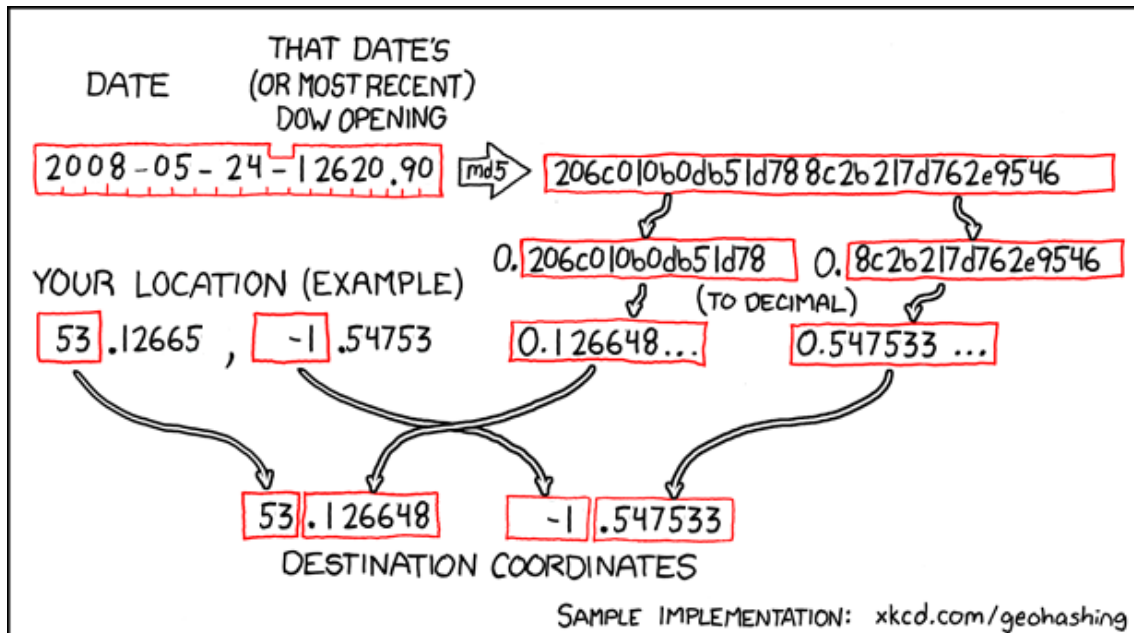 DATE
THAT DATE'S
(OR MOST RECENT)
DOW OPENING
2008-05-24-12620.90
md5
206c010b0db51d788c2b217d762e9546
0.206c010b0db51d78
0.8c2b217d762e9546
YOUR LOCATION (EXAMPLE)
(TO DECIMAL)
53.12665, -1.54753
0.126648...
0.547533 ...
53.126648
-1.547533
DESTINATION COORDINATES
SAMPLE IMPLEMENTATION: xkcd.com/geohashing